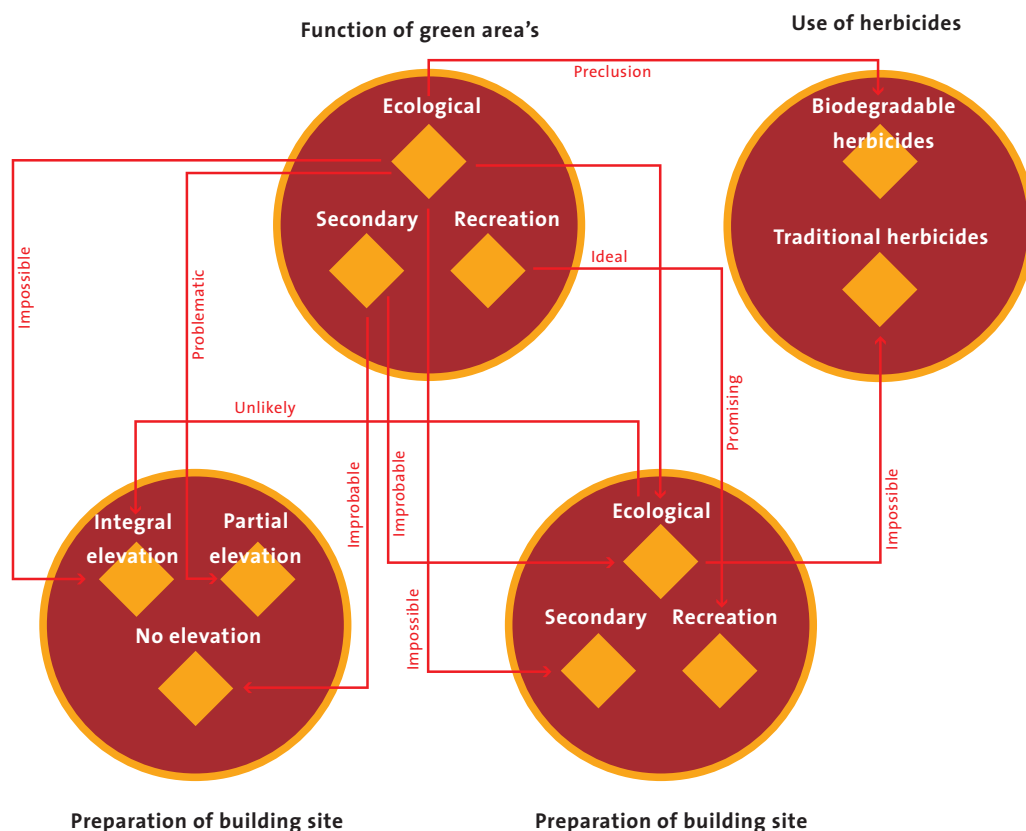 Function of green area's
Use of herbicides
Preclusion
Ecological
Biodegradable
herbicides
Secondary
Recreation
Traditional herbicides
Ideal
Impossible
Problematic
Promising
Unlikely
Improbable
Improbable
Impossible
Integral
elevation
Partial
elevation
Ecological
No elevation
Secondary
Recreation
Impossible
Preparation of building site
Preparation of building site